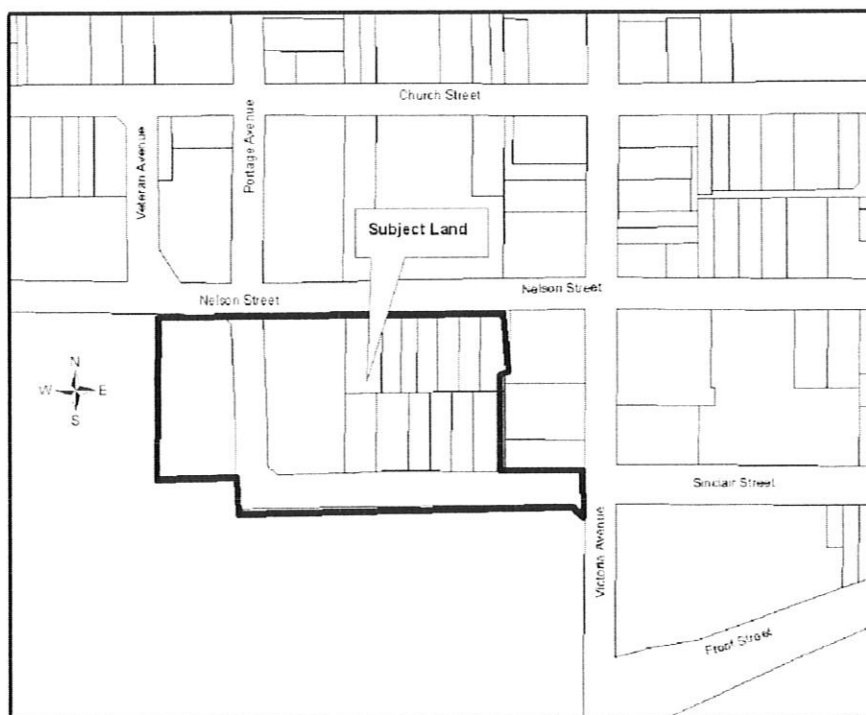 Church Street
Veteran Avenue
Portage Avenue
Subject Land
Nelson Street
Nelson Street
N
W E
S
Sinclair Street
Victoria Avenue
Front Street